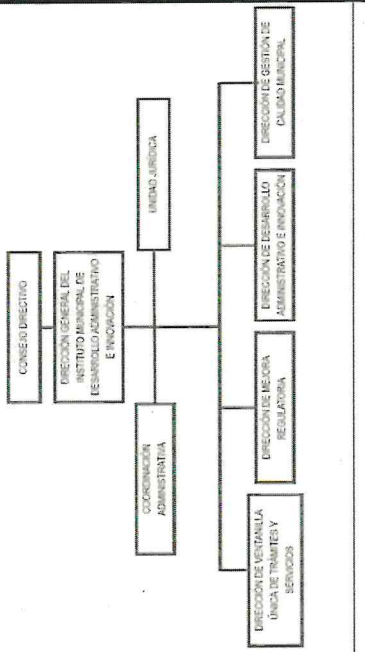 CONSEJO DIRECTIVO
DIRECCIÓN GENERAL DEL
INSTITUTO MUNICIPAL DE
DESARROLLO ADMINISTRATIVO
E INNOVACIÓN
COORDINACIÓN
ADMINISTRATIVA
UNIDAD JURÍDICA
DIRECCIÓN DE VENTANILLA
ÚNICA DE TRÁMITES Y
SERVICIOS
DIRECCIÓN DE MEJORA
REGULATORIA
DIRECCIÓN DE DESARROLLO
ADMINISTRATIVO E INNOVACIÓN
DIRECCIÓN DE GESTIÓN DE
CALIDAD MUNICIPAL